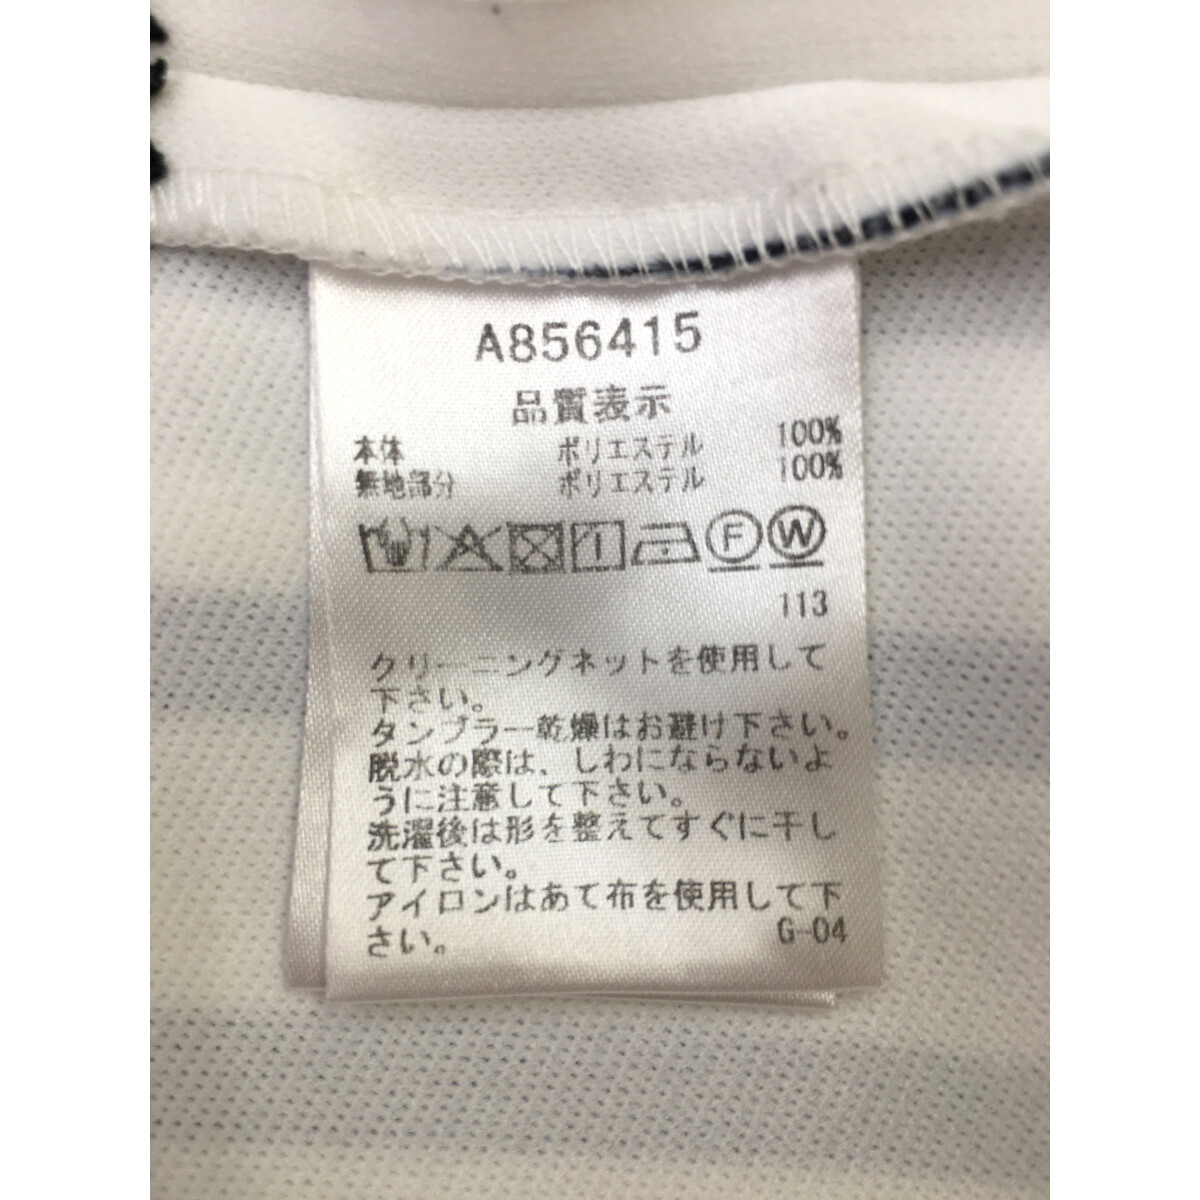 A856415
品質表示
本体 ポリエステル 100%
無地部分 ポリエステル 100%
F W
113
クリーニングネットを使用して
下さい。
タンブラー乾燥はお避け下さい。
脱水の際は、しわにならないよ
うに注意して下さい。
洗濯後は形を整えてすぐに干し
て下さい。
アイロンはあて布を使用して下
さい。 G-04